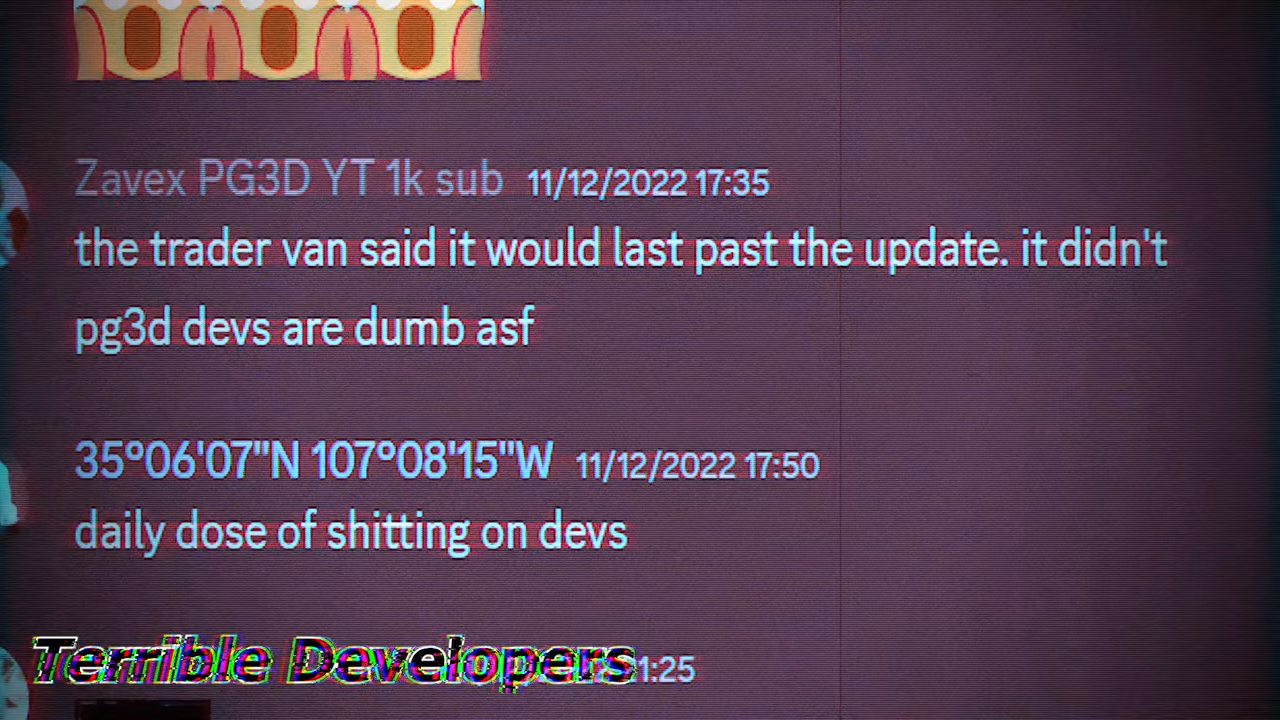 Zavex PG3D YT 1k sub 11/12/2022 17:35
the trader van said it would last past the update. it didn't
pg3d devs are dumb asf
35°06'07"N 107°08'15"W 11/12/2022 17:50
daily dose of shitting on devs
Terrible Developers 1:25